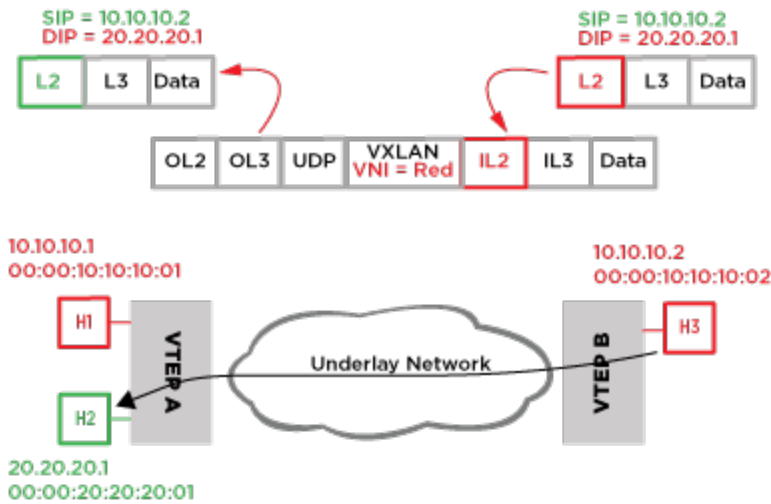 SIP = 10.10.10.2
DIP = 20.20.20.1
L2 L3 Data
SIP = 10.10.10.2
DIP = 20.20.20.1
L2 L3 Data
OL2 OL3 UDP VXLAN VNI = Red IL2 IL3 Data
10.10.10.1
00:00:10:10:10:01
H1
VTEP A
H2
20.20.20.1
00:00:20:20:20:01
Underlay Network
10.10.10.2
00:00:10:10:10:02
VTEP B
H3